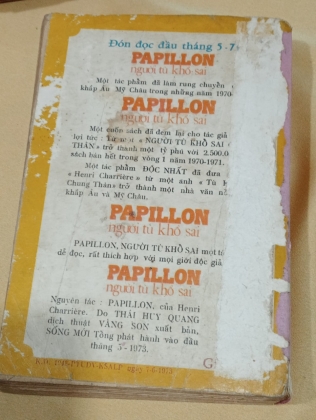 Đón đọc đầu tháng 5-7
PAPILLON
người tù khổ sai
Một tác phẩm đã làm rung chuyển
khắp Âu Mỹ Châu trong những năm 1970
PAPILLON
người tù khổ sai
Một cuốn sách đã đem lại cho tác giả
lợi tức : Từ một « NGƯỜI TÙ KHỔ SAI
THÂN » trở thành một tỷ phú với 2.500.0
sách bán hết trong vòng 1 năm 1970-1971.
Một tác phẩm ĐỘC NHẤT đã đưa
« Henri Charrière » từ một anh « Tù
Chung Thân » trở thành một nhà văn
khắp Âu và Mỹ Châu.
PAPILLON
người tù khổ sai
PAPILLON, NGƯỜI TÙ KHỔ SAI một
dễ đọc, rất thích hợp với mọi giới độc giả
PAPILLON
người tù khổ sai
Nguyên tác : PAPILLON, của Henri
Charrière. Do THÁI HUY QUANG
dịch thuật VÀNG SON xuất bản,
SỐNG MỚI Tổng phát hành vào đầu
tháng 5-1973.
G